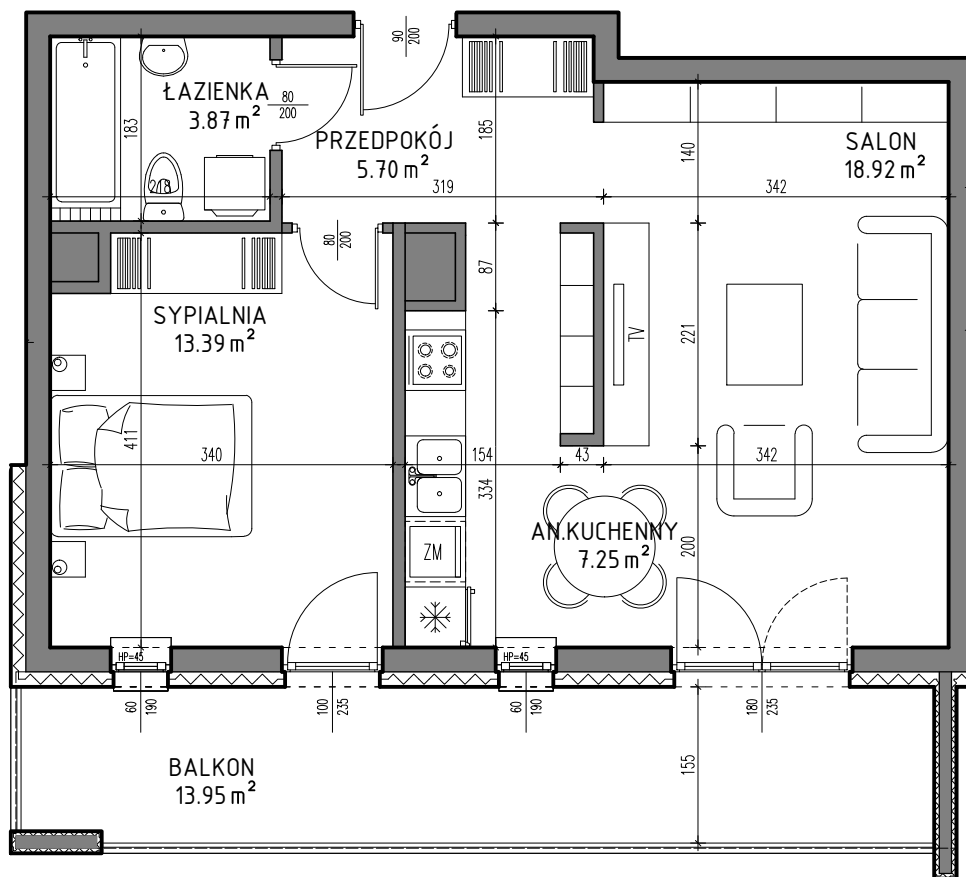 90
200
ŁAZIENKA
3.87 m²
80
200
183
218
PRZEDPOKÓJ
5.70 m²
185
319
140
SALON
18.92 m²
342
80
200
87
SYPIALNIA
13.39 m²
TV
221
411
340
154
43
342
334
AN.KUCHENNY
7.25 m²
200
ZM
HP=45
HP=45
60
190
100
235
60
190
180
235
155
BALKON
13.95 m²